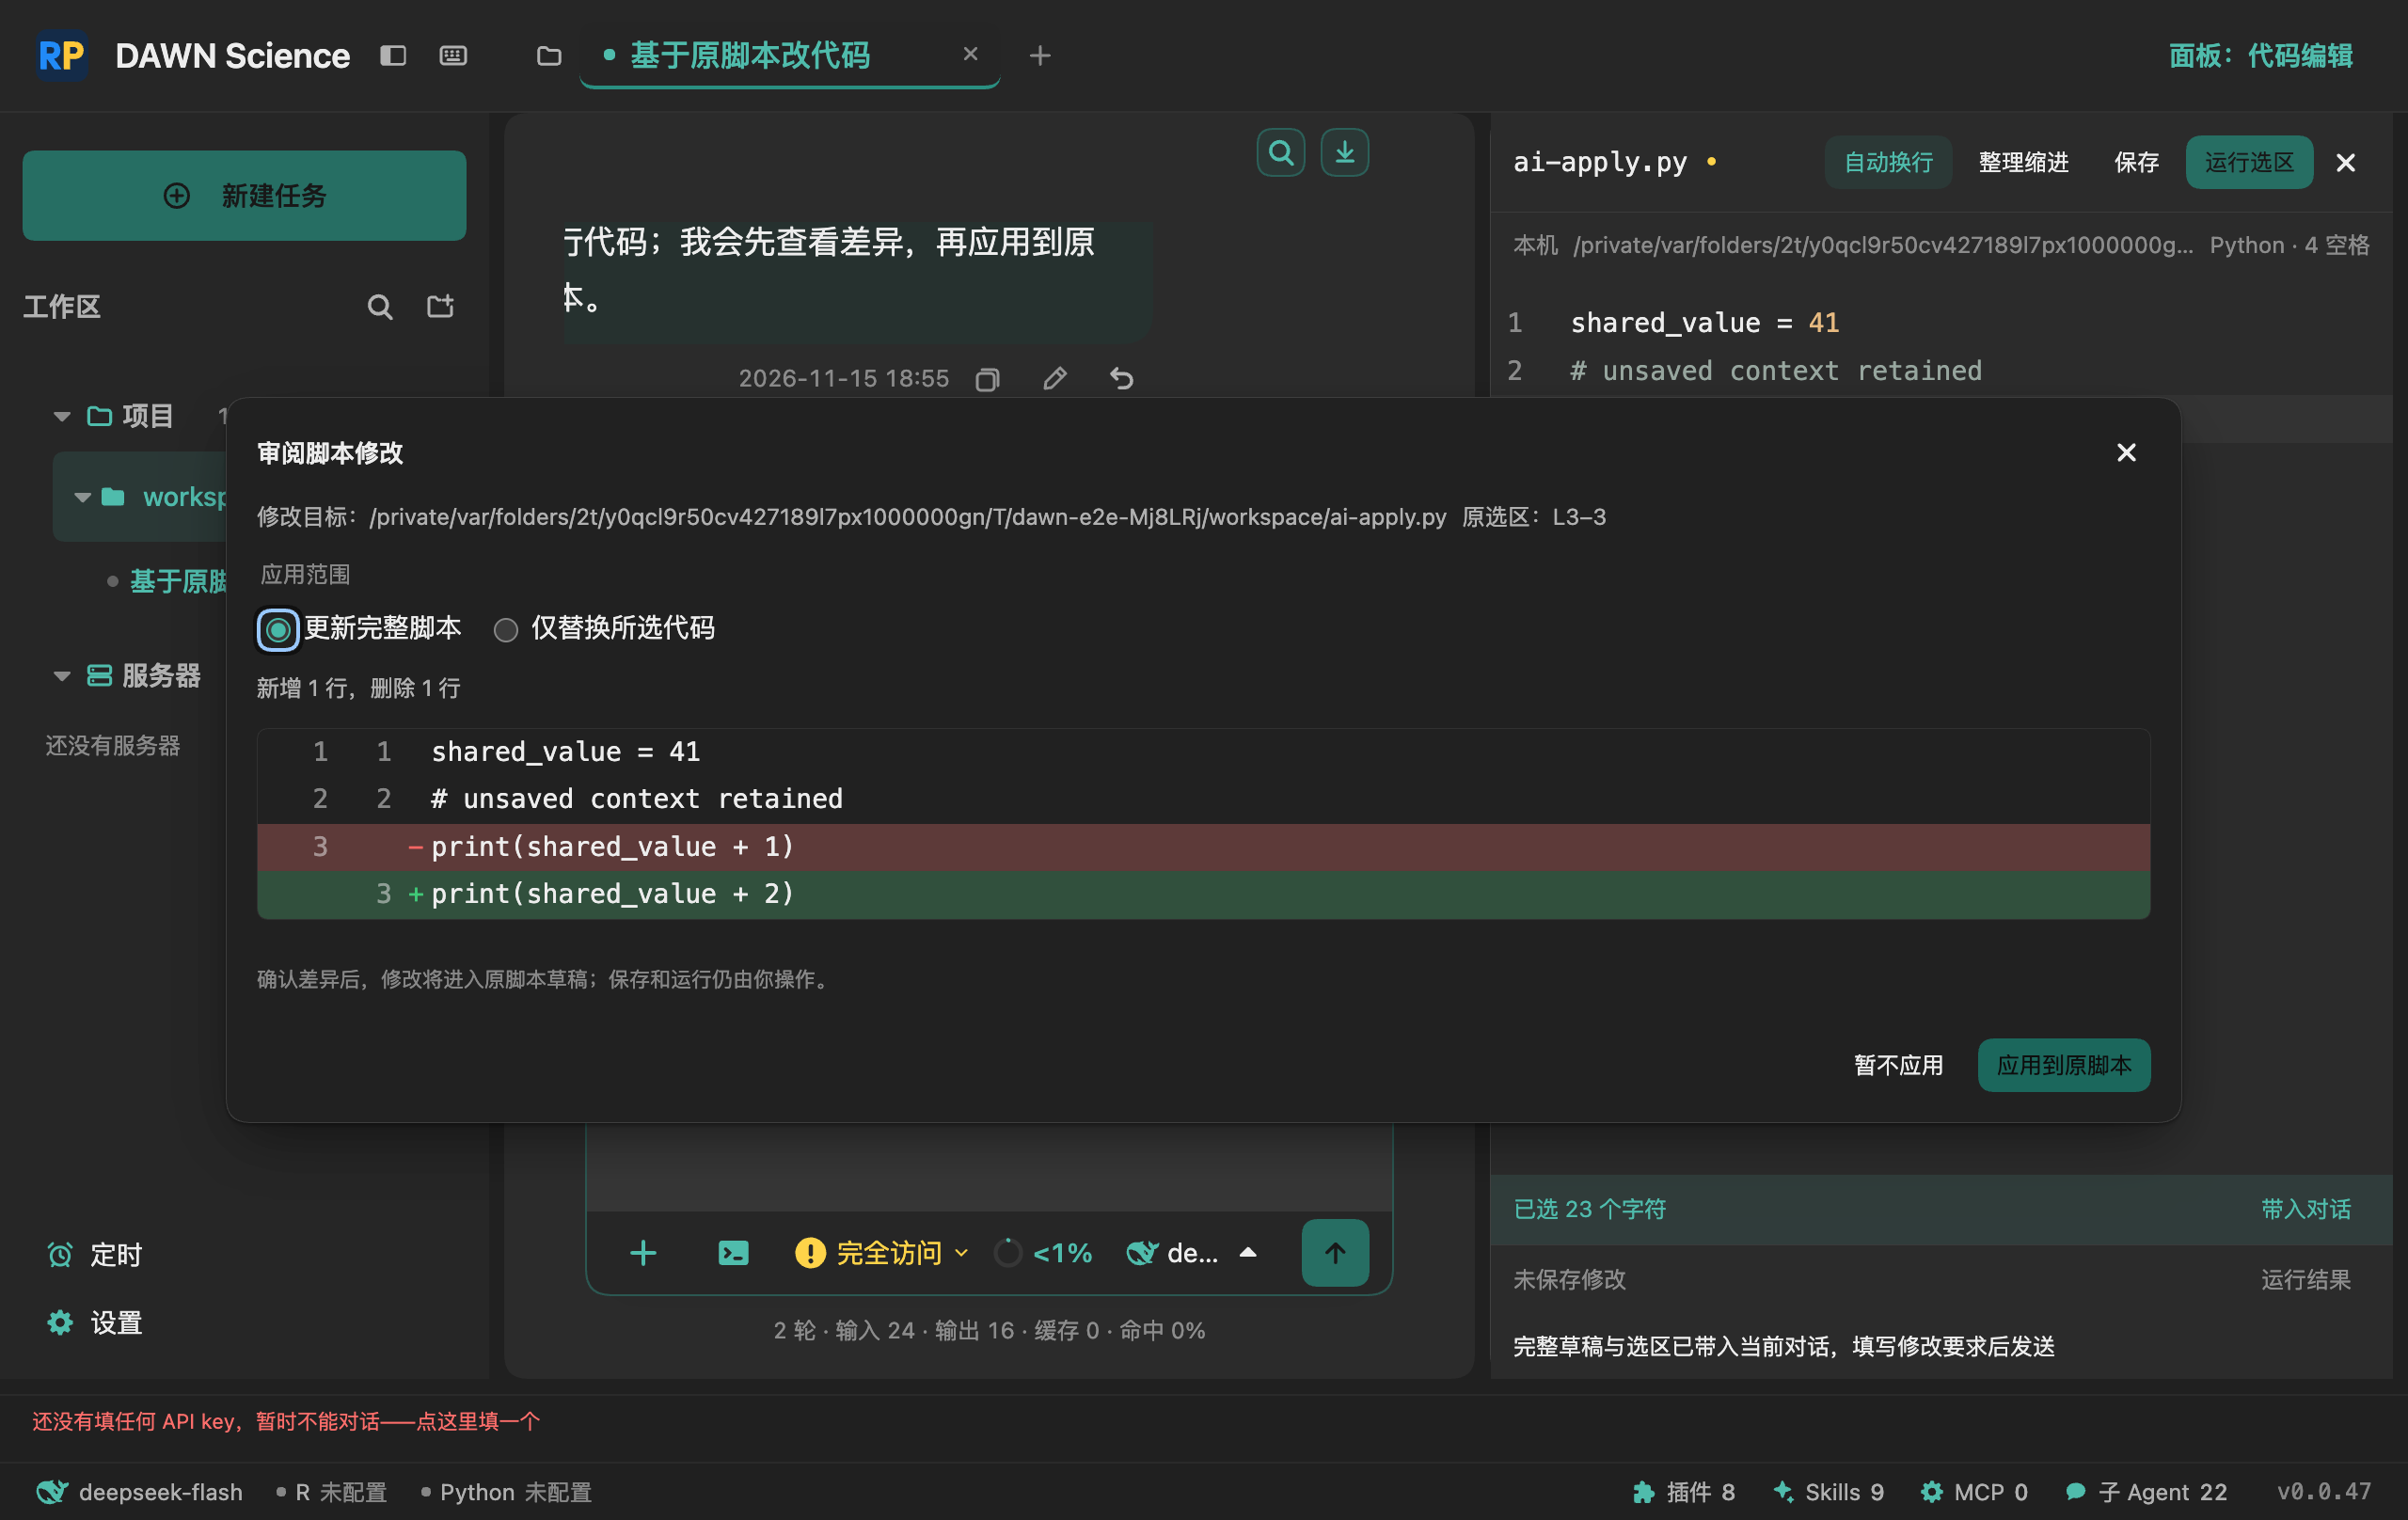 RP DAWN Science
基于原脚本改代码
面板：代码编辑
新建任务
工作区
项目
worksp
基于原脚
服务器
还没有服务器
定时
设置
行代码；我会先查看差异，再应用到原
本。
2026-11-15 18:55
ai-apply.py
自动换行 整理缩进 保存 运行选区
本机 /private/var/folders/2t/y0qcl9r50cv427189l7px1000000g... Python · 4 空格
1 shared_value = 41
2 # unsaved context retained
审阅脚本修改
修改目标：/private/var/folders/2t/y0qcl9r50cv427189l7px1000000gn/T/dawn-e2e-Mj8LRj/workspace/ai-apply.py 原选区：L3–3
应用范围
更新完整脚本 仅替换所选代码
新增 1 行，删除 1 行
1 1 shared_value = 41
2 2 # unsaved context retained
3 −print(shared_value + 1)
3 +print(shared_value + 2)
确认差异后，修改将进入原脚本草稿；保存和运行仍由你操作。
暂不应用 应用到原脚本
完全访问 <1% de...
2 轮 · 输入 24 · 输出 16 · 缓存 0 · 命中 0%
已选 23 个字符 带入对话
未保存修改 运行结果
完整草稿与选区已带入当前对话，填写修改要求后发送
还没有填任何 API key，暂时不能对话——点这里填一个
deepseek-flash R 未配置 Python 未配置
插件 8 Skills 9 MCP 0 子 Agent 22 v0.0.47